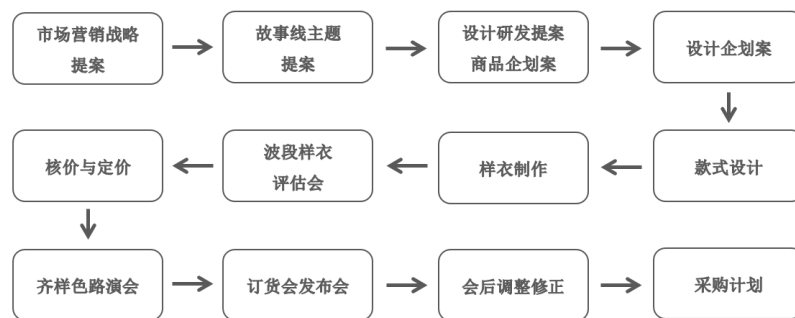 市场营销战略
提案
故事线主题
提案
设计研发提案
商品企划案
设计企划案
款式设计
样衣制作
波段样衣
评估会
核价与定价
齐样色路演会
订货会发布会
会后调整修正
采购计划